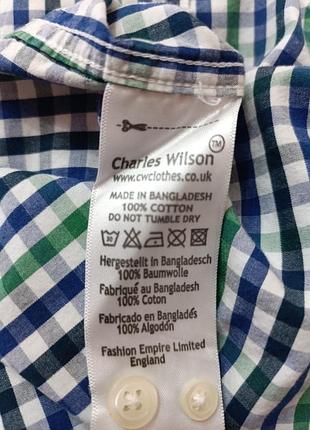 Charles Wilson TM
www.cwclothes.co.uk
MADE IN BANGLADESH
100% COTTON
DO NOT TUMBLE DRY
30
Hergestellt in Bangladesch
100% Baumwolle
Fabriqué au Bangladesh
100% Coton
Fabricado en Bangladés
100% Algodón
Fashion Empire Limited
England